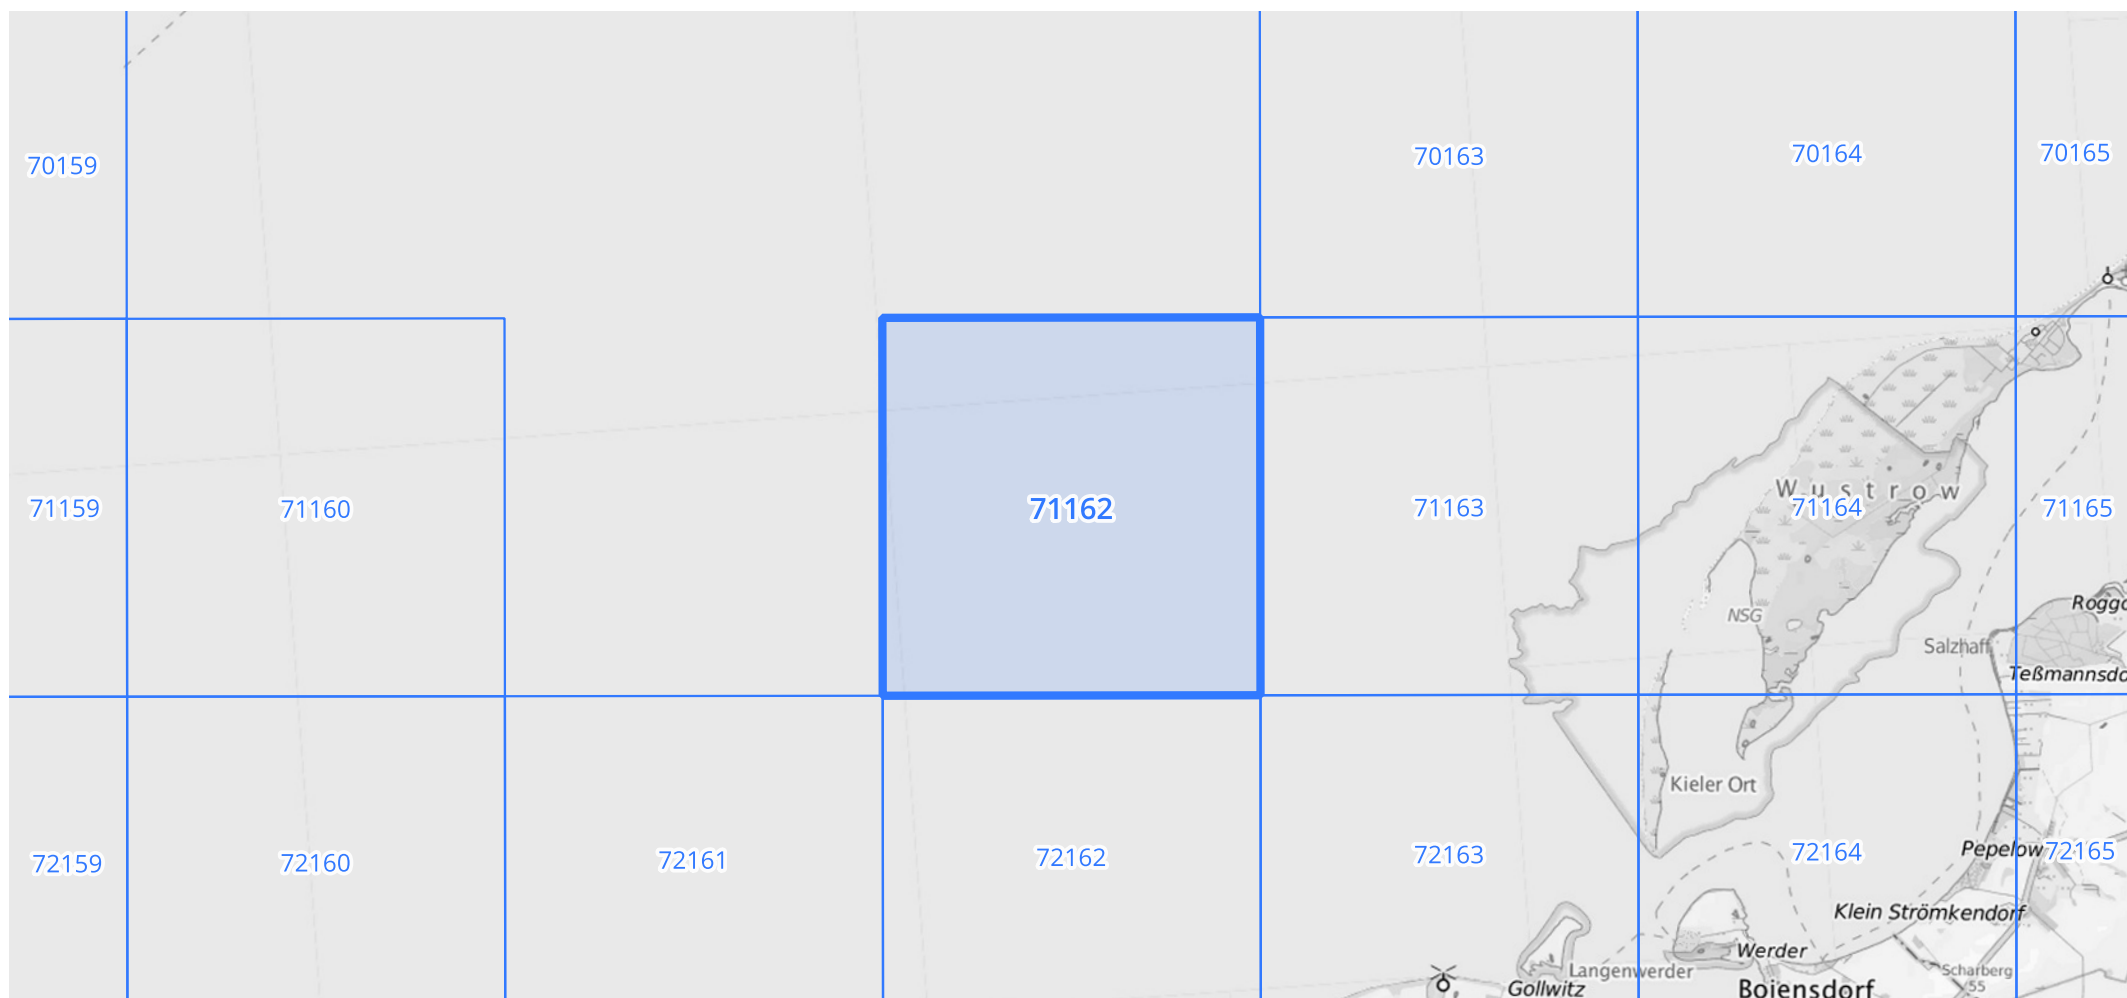 70159
70163
70164
70165
71159
71160
71162
71163
Wustrow
71164
71165
NSG
Salzhaff
Teßmannsdo
Kieler Ort
72159
72160
72161
72162
72163
72164
Pepelow
72165
Klein Strömkendorf
Werder
Langenwerder
Gollwitz
Boiensdorf
Scharberg
55